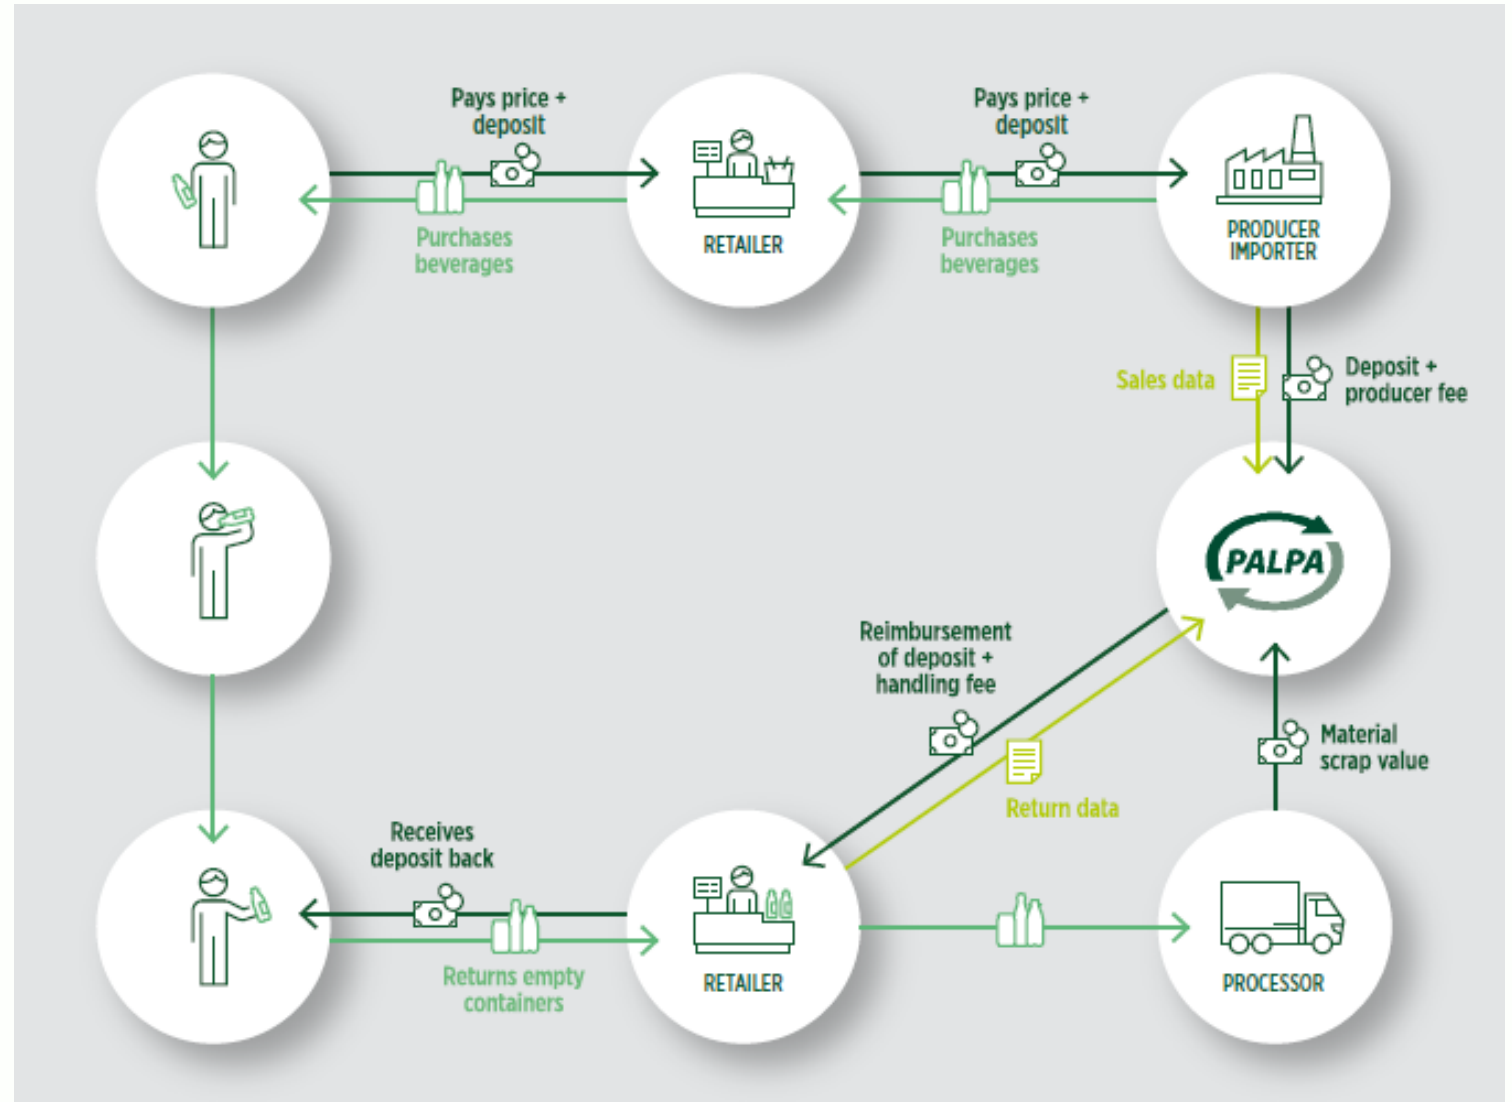 Pays price +
deposit
Pays price +
deposit
RETAILER
PRODUCER
IMPORTER
Purchases
beverages
Purchases
beverages
Sales data
Deposit +
producer fee
PALPA
Reimbursement
of deposit +
handling fee
Material
scrap value
Return data
Receives
deposit back
Returns empty
containers
RETAILER
PROCESSOR